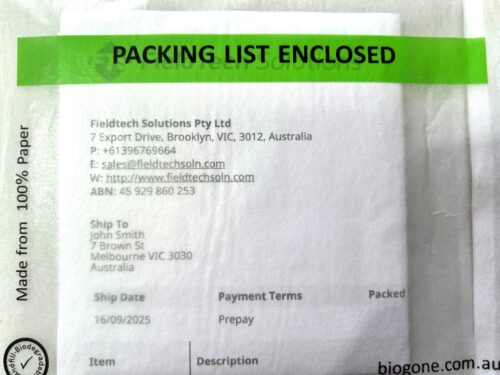 PACKING LIST ENCLOSED
FieldTech Solutions
Fieldtech Solutions Pty Ltd
7 Export Drive, Brooklyn, VIC, 3012, Australia
P: +61396769664
E: sales@fieldtechsoln.com
W: http://www.fieldtechsoln.com
ABN: 45 929 860 253
Ship To
John Smith
7 Brown St
Melbourne VIC 3030
Australia
Ship Date Payment Terms Packed
16/09/2025 Prepay
Item Description
Made from 100% Paper
biogone.com.au